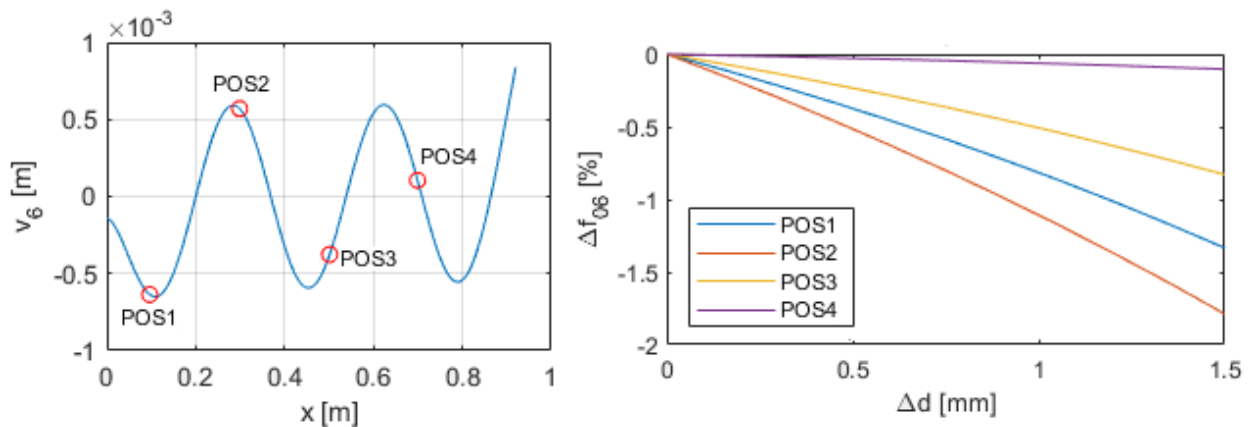 ×10⁻³
1
0.5
0
-0.5
-1
v₆ [m]
POS1
POS2
POS3
POS4
0 0.2 0.4 0.6 0.8 1
x [m]
0
-0.5
-1
-1.5
-2
Δf₀₆ [%]
POS1
POS2
POS3
POS4
0 0.5 1 1.5
Δd [mm]